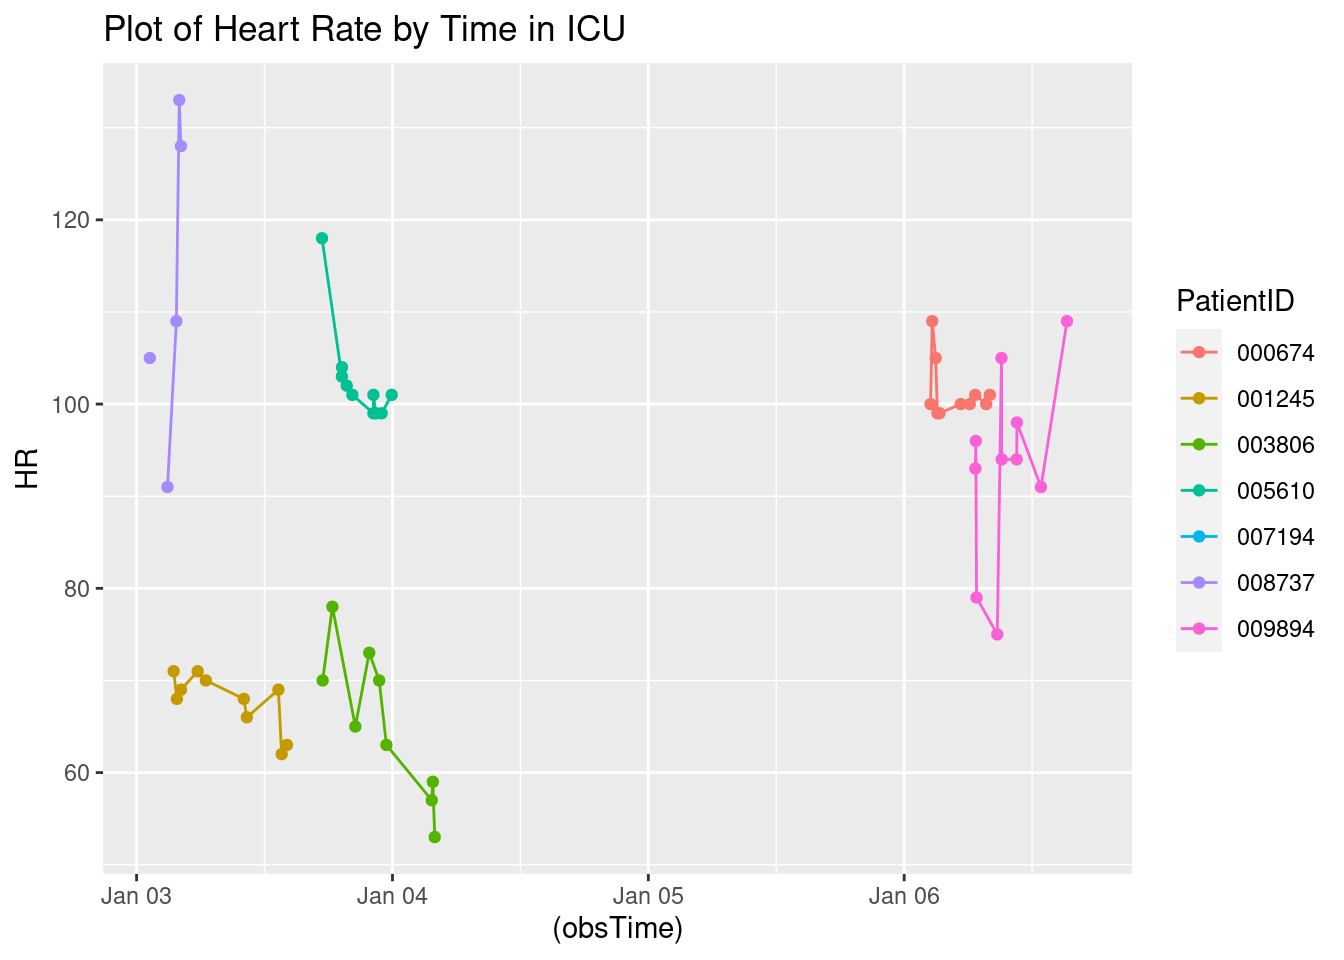 Plot of Heart Rate by Time in ICU
HR
120
100
80
60
Jan 03 Jan 04 Jan 05 Jan 06
(obsTime)
PatientID
000674
001245
003806
005610
007194
008737
009894